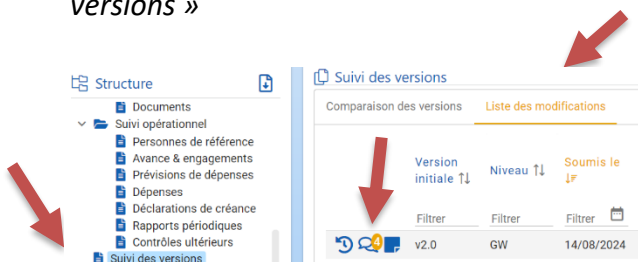 versions »
Structure
Documents
Suivi opérationnel
Personnes de référence
Avance & engagements
Prévisions de dépenses
Dépenses
Déclarations de créance
Rapports périodiques
Contrôles ultérieurs
Suivi des versions
Suivi des versions
Comparaison des versions Liste des modifications
Version initiale Niveau Soumis le
Filtrer Filtrer Filtrer
4 v2.0 GW 14/08/2024